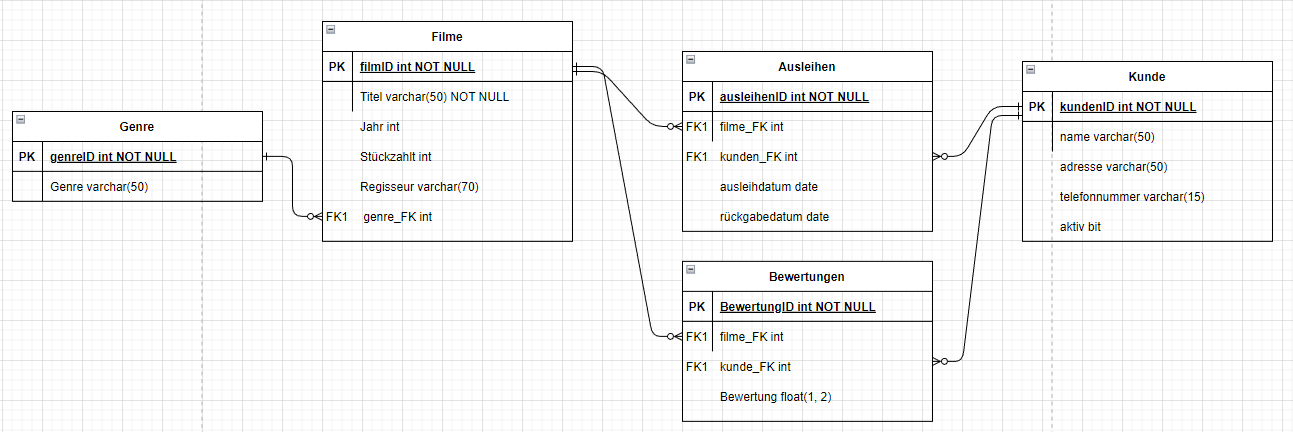 Genre
PK genreID int NOT NULL
Genre varchar(50)
Filme
PK filmID int NOT NULL
Titel varchar(50) NOT NULL
Jahr int
Stückzahlt int
Regisseur varchar(70)
FK1 genre_FK int
Ausleihen
PK ausleihenID int NOT NULL
FK1 filme_FK int
FK1 kunden_FK int
ausleihdatum date
rückgabedatum date
Bewertungen
PK BewertungID int NOT NULL
FK1 filme_FK int
FK1 kunde_FK int
Bewertung float(1, 2)
Kunde
PK kundenID int NOT NULL
name varchar(50)
adresse varchar(50)
telefonnummer varchar(15)
aktiv bit